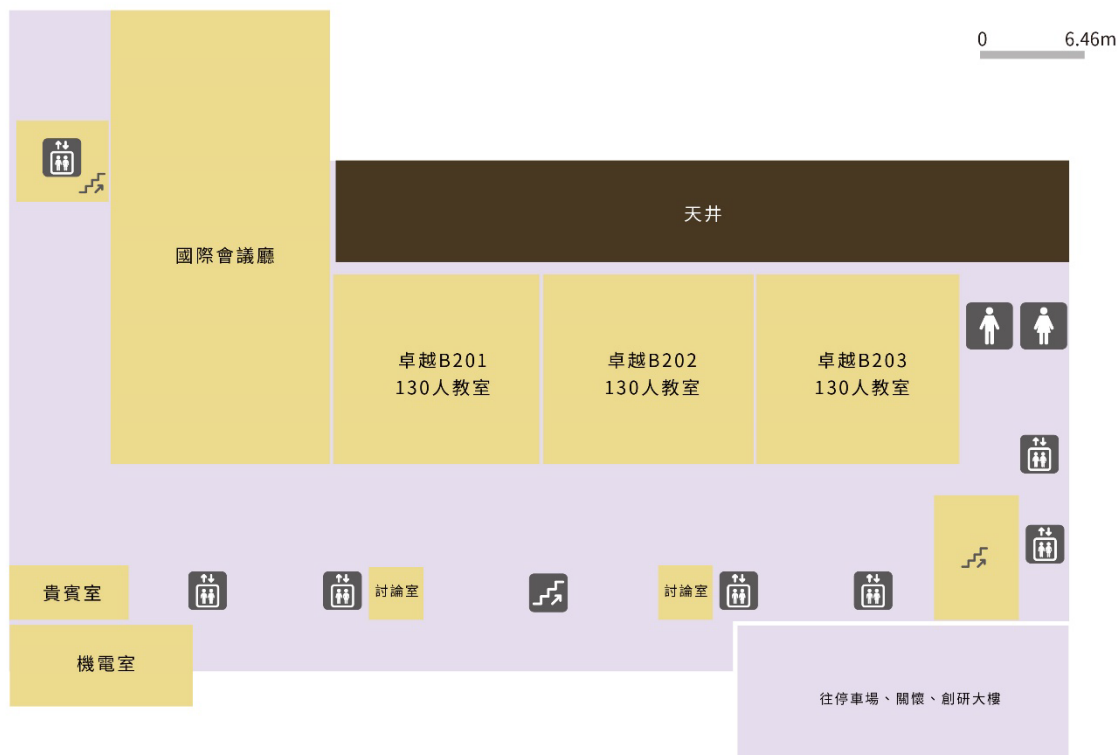 0 6.46m
天井
國際會議廳
卓越B201
130人教室
卓越B202
130人教室
卓越B203
130人教室
貴賓室
討論室
討論室
機電室
往停車場、關懷、創研大樓